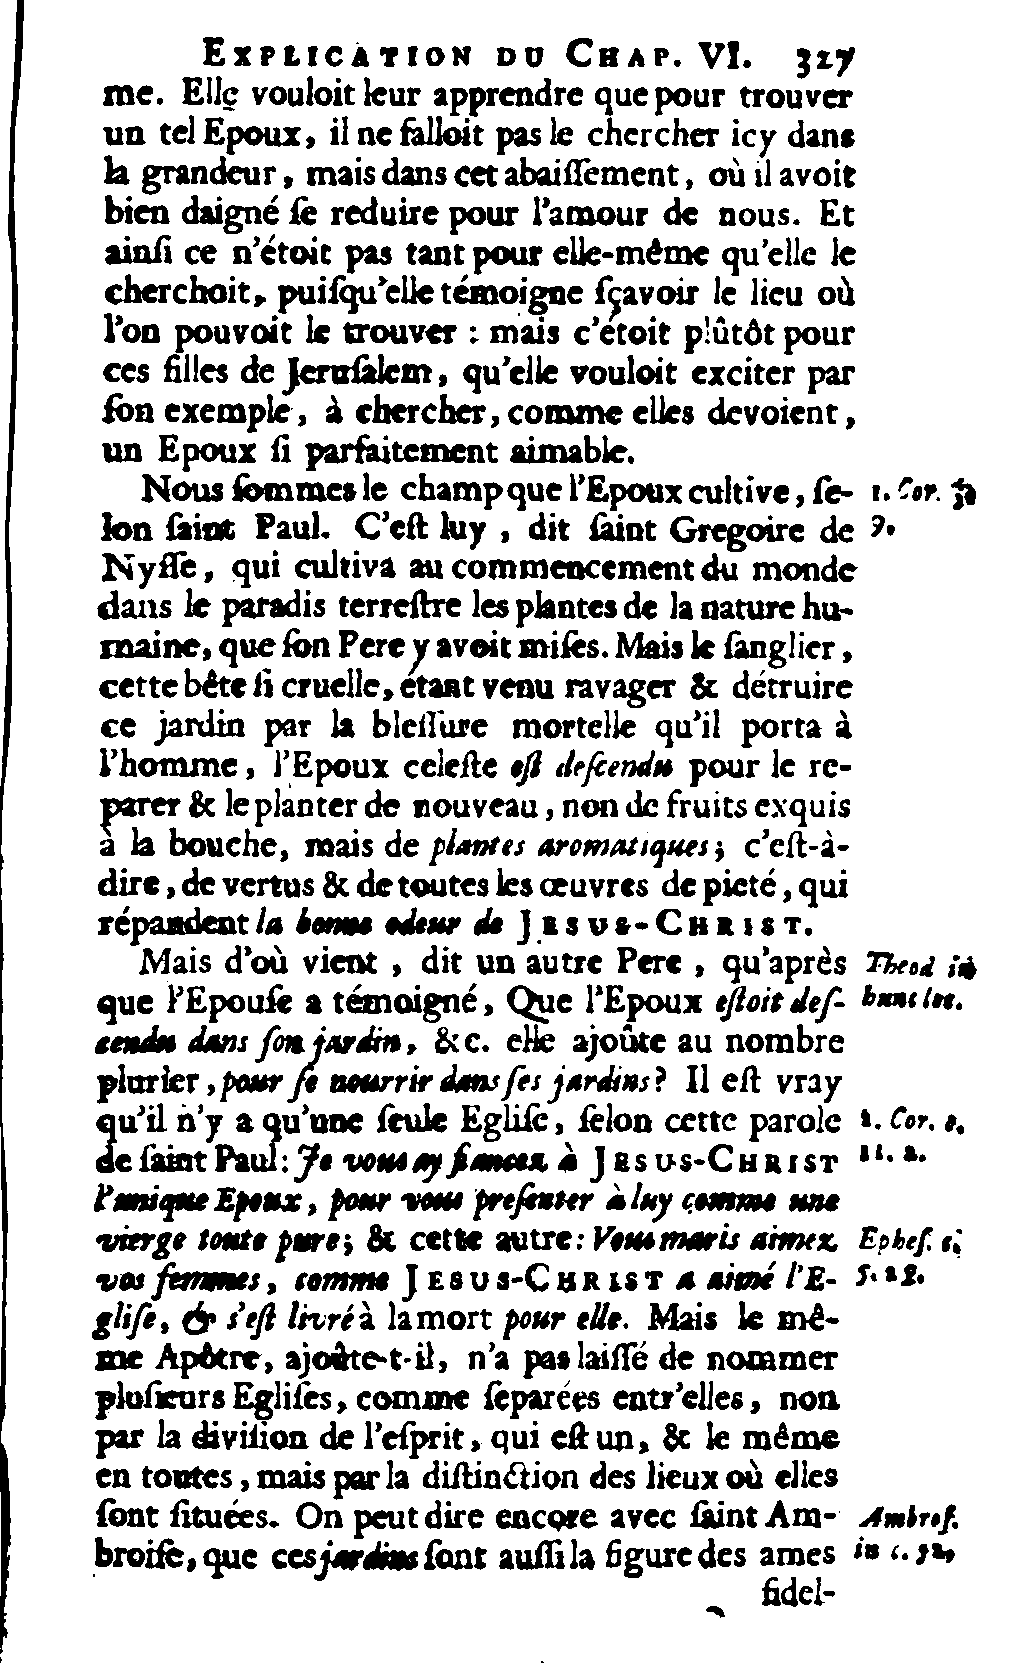 EXPLICATION DU CHAP. VI. 327
me. Elle vouloit leur apprendre que pour trouver
un tel Epoux, il ne falloit pas le chercher icy dans
la grandeur, mais dans cet abaiſſement, où il avoit
bien daigné ſe reduire pour l'amour de nous. Et
ainſi ce n'étoit pas tant pour elle-même qu'elle le
cherchoit, puiſqu'elle témoigne ſçavoir le lieu où
l'on pouvoit le trouver : mais c'étoit plûtôt pour
ces filles de Jeruſalem, qu'elle vouloit exciter par
ſon exemple, à chercher, comme elles devoient,
un Epoux ſi parfaitement aimable.
Nous ſommes le champ que l'Epoux cultive, ſe- 1. Cor. 3.
lon ſaint Paul. C'eſt luy, dit ſaint Gregoire de 9.
Nyſſe, qui cultiva au commencement du monde
dans le paradis terreſtre les plantes de la nature hu-
maine, que ſon Pere y avoit miſes. Mais le ſanglier,
cette bête ſi cruelle, étant venu ravager & détruire
ce jardin par la bleſſure mortelle qu'il porta à
l'homme, l'Epoux celeſte eſt deſcendu pour le re-
parer & le planter de nouveau, non de fruits exquis
à la bouche, mais de plantes aromatiques; c'eſt-à-
dire, de vertus & de toutes les œuvres de pieté, qui
répandent la bonne odeur de JESUS-CHRIST.
Mais d'où vient, dit un autre Pere, qu'après Theod in
que l'Epouſe a témoigné, Que l'Epoux eſtoit deſ- hunc loc.
cendu dans ſon jardin, &c. elle ajoûte au nombre
plurier, pour ſe nourrir dans ſes jardins? Il eſt vray
qu'il n'y a qu'une ſeule Egliſe, ſelon cette parole Cor.
de ſaint Paul: Je vous ay fiancez à JESUS-CHRIST 11. 2.
l'unique Epoux, pour vous preſenter à luy comme une
vierge toute pure; & cette autre: Vous maris aimez Epheſ.
vos femmes, comme JESUS-CHRIST a aimé l'E- 5. 25.
gliſe, & s'eſt livré à la mort pour elle. Mais le mê-
me Apôtre, ajoûte-t-il, n'a pas laiſſé de nommer
pluſieurs Egliſes, comme ſeparées entr'elles, non
par la diviſion de l'eſprit, qui eſt un, & le même
en toutes, mais par la diſtinction des lieux où elles
ſont ſituées. On peut dire encore avec ſaint Am- Ambroſ.
broiſe, que ces jardins ſont auſſi la figure des ames in
fidel-